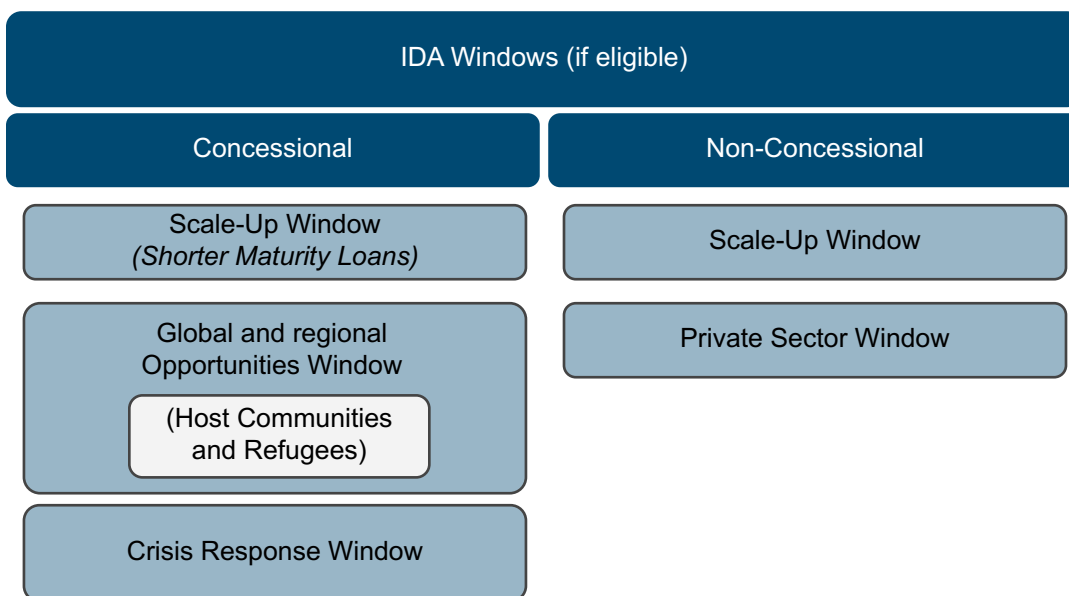 IDA Windows (if eligible)
Concessional
Non-Concessional
Scale-Up Window
(Shorter Maturity Loans)
Scale-Up Window
Global and regional
Opportunities Window
(Host Communities
and Refugees)
Private Sector Window
Crisis Response Window